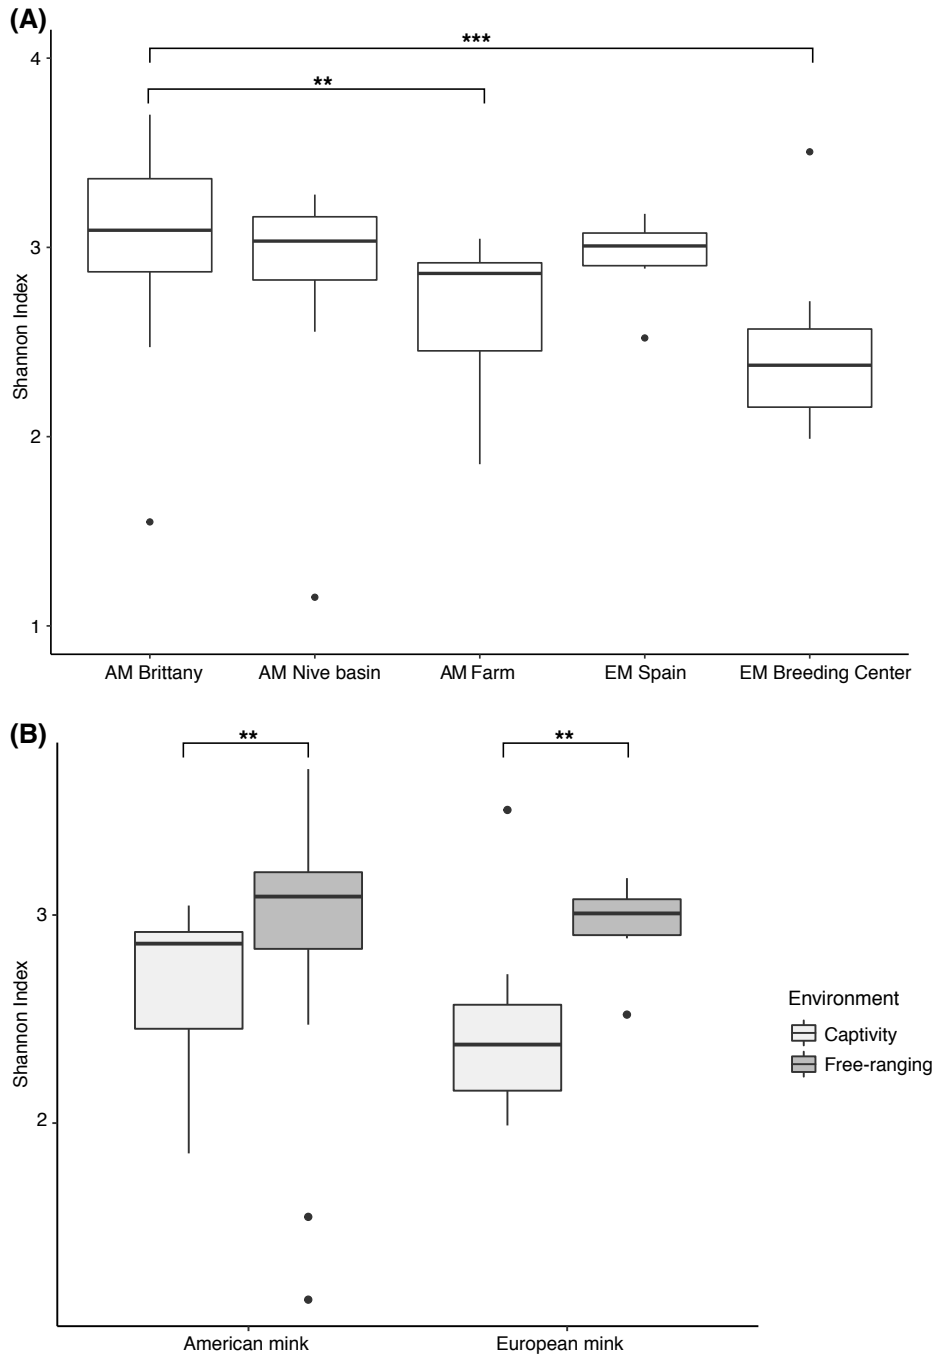 (A)
***
**
4
3
2
1
Shannon Index
AM Brittany AM Nive basin AM Farm EM Spain EM Breeding Center
(B)
** **
3
2
Shannon Index
Environment
Captivity
Free-ranging
American mink European mink